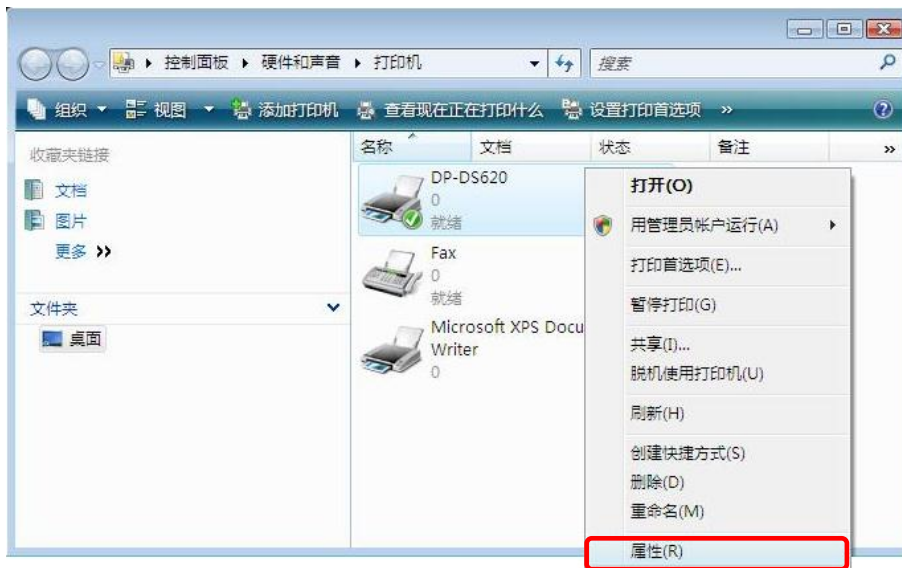 控制面板 硬件和声音 打印机 搜索
组织 视图 添加打印机 查看现在正在打印什么 设置打印首选项 »
收藏夹链接
文档
图片
更多 »
文件夹
桌面
名称 文档 状态 备注 »
DP-DS620
0
就绪
Fax
0
就绪
Microsoft XPS Docu
Writer
0
打开(O)
用管理员帐户运行(A)
打印首选项(E)...
暂停打印(G)
共享(I)...
脱机使用打印机(U)
刷新(H)
创建快捷方式(S)
删除(D)
重命名(M)
属性(R)